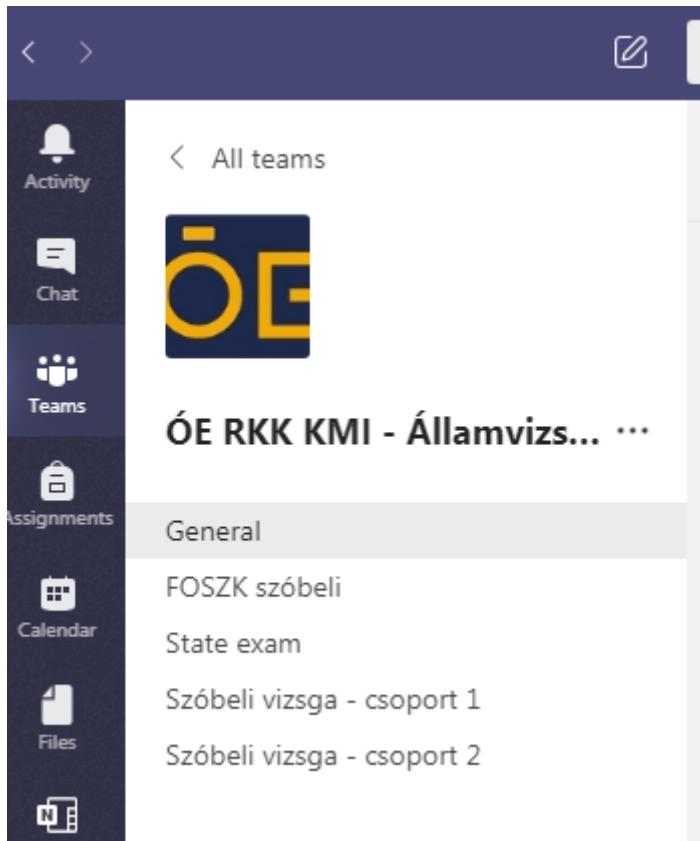 Activity
Chat
Teams
Assignments
Calendar
Files
All teams
ÓE
ÓE RKK KMI - Államvizs... ...
General
FOSZK szóbeli
State exam
Szóbeli vizsga - csoport 1
Szóbeli vizsga - csoport 2
N